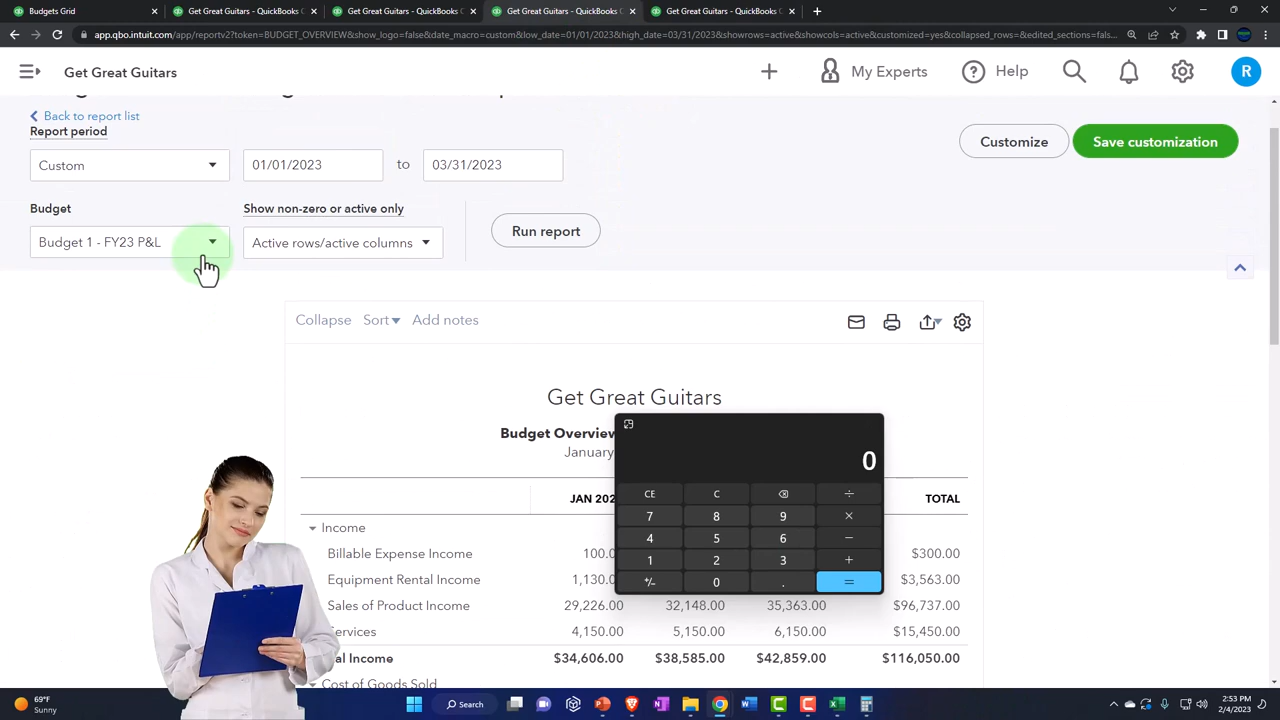 Budgets Grid
Get Great Guitars - QuickBooks
Get Great Guitars - QuickBooks
Get Great Guitars - QuickBooks
Get Great Guitars - QuickBooks
app.qbo.intuit.com/app/reportv2?token=BUDGET_OVERVIEW&show_logo=false&date_macro=custom&low_date=01/01/2023&high_date=03/31/2023&showrows=active&showcols=active&customized=yes&collapsed_rows=&edited_sections=fals...
Get Great Guitars
My Experts
Help
R
Back to report list
Report period
Custom
01/01/2023
to
03/31/2023
Customize
Save customization
Budget
Show non-zero or active only
Budget 1 - FY23 P&L
Active rows/active columns
Run report
Collapse
Sort
Add notes
Get Great Guitars
Budget Overview
January
0
CE C ⌫ ÷
7 8 9 ×
4 5 6 −
1 2 3 +
+/- 0 . =
JAN 202 TOTAL
Income
Billable Expense Income 100.0 $300.00
Equipment Rental Income 1,130.0 $3,563.00
Sales of Product Income 29,226.00 32,148.00 35,363.00 $96,737.00
ervices 4,150.00 5,150.00 6,150.00 $15,450.00
al Income $34,606.00 $38,585.00 $42,859.00 $116,050.00
Cost of Goods Sold
69°F
Sunny
Search
2:53 PM
2/4/2023